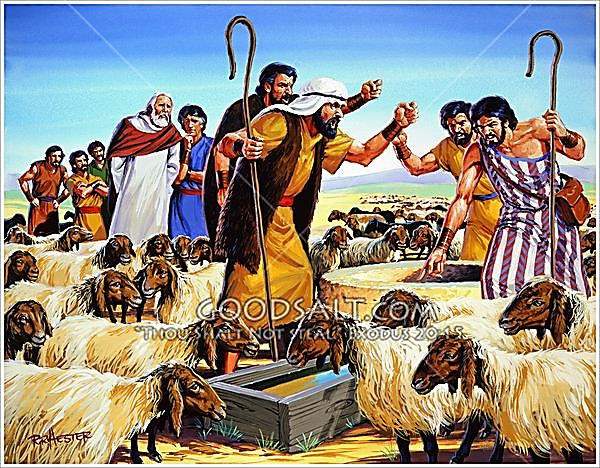 GOODSALT.COM
"THOU SHALT NOT STEAL" EXODUS 20:15
R.R. HESTER